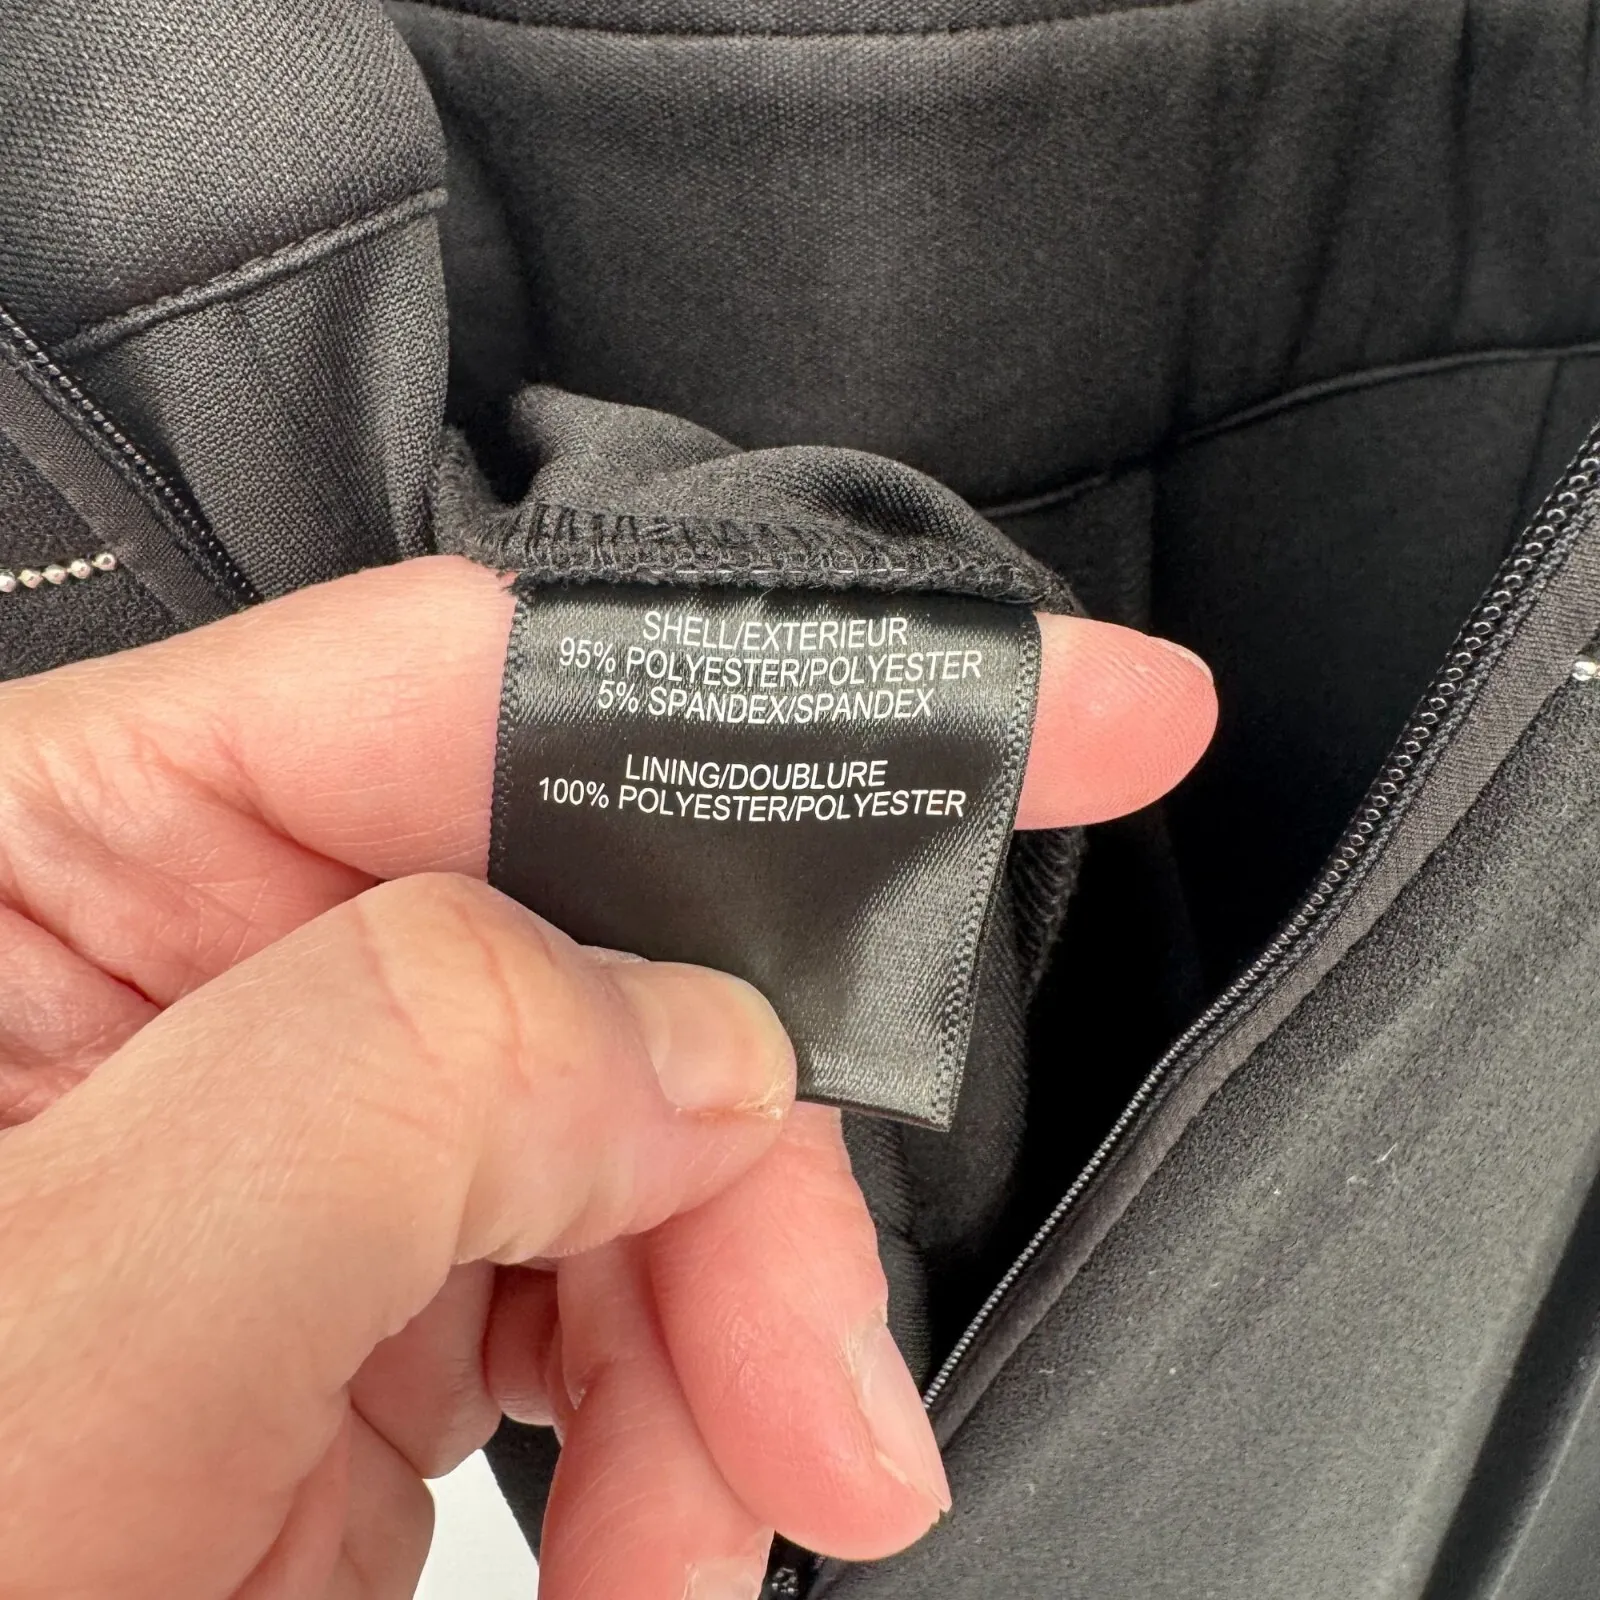 SHELL/EXTERIEUR
95% POLYESTER/POLYESTER
5% SPANDEX/SPANDEX
LINING/DOUBLURE
100% POLYESTER/POLYESTER